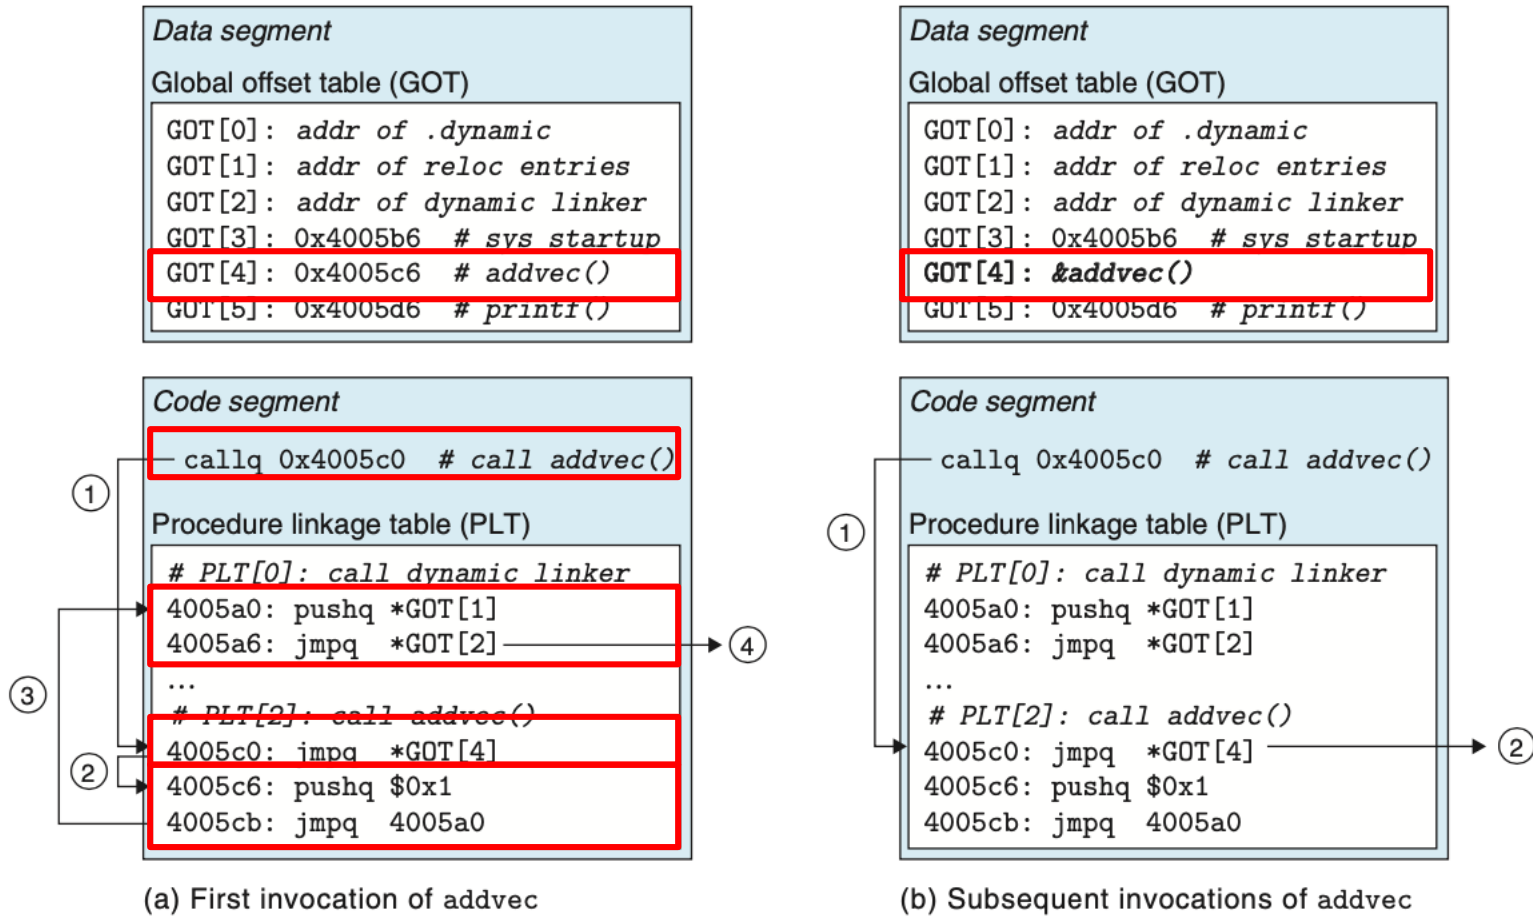 Data segment
Global offset table (GOT)
GOT[0]: addr of .dynamic
GOT[1]: addr of reloc entries
GOT[2]: addr of dynamic linker
GOT[3]: 0x4005b6 # sys startup
GOT[4]: 0x4005c6 # addvec()
GOT[5]: 0x4005d6 # printf()
Code segment
callq 0x4005c0 # call addvec()
1
Procedure linkage table (PLT)
# PLT[0]: call dynamic linker
4005a0: pushq *GOT[1]
4005a6: jmpq *GOT[2]
4
...
3
# PLT[2]: call addvec()
4005c0: jmpq *GOT[4]
2
4005c6: pushq $0x1
4005cb: jmpq 4005a0
(a) First invocation of addvec
Data segment
Global offset table (GOT)
GOT[0]: addr of .dynamic
GOT[1]: addr of reloc entries
GOT[2]: addr of dynamic linker
GOT[3]: 0x4005b6 # sys startup
GOT[4]: &addvec()
GOT[5]: 0x4005d6 # printf()
Code segment
callq 0x4005c0 # call addvec()
1
Procedure linkage table (PLT)
# PLT[0]: call dynamic linker
4005a0: pushq *GOT[1]
4005a6: jmpq *GOT[2]
...
# PLT[2]: call addvec()
4005c0: jmpq *GOT[4]
2
4005c6: pushq $0x1
4005cb: jmpq 4005a0
(b) Subsequent invocations of addvec